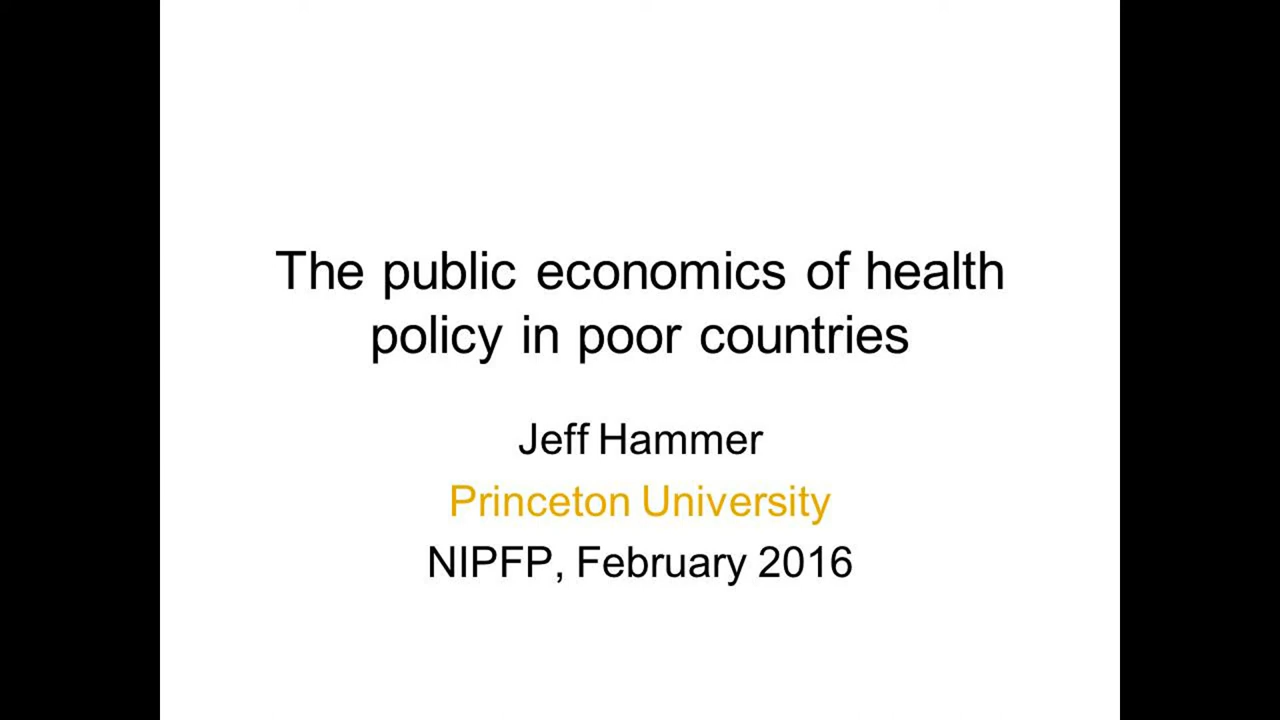 The public economics of health
policy in poor countries
Jeff Hammer
Princeton University
NIPFP, February 2016